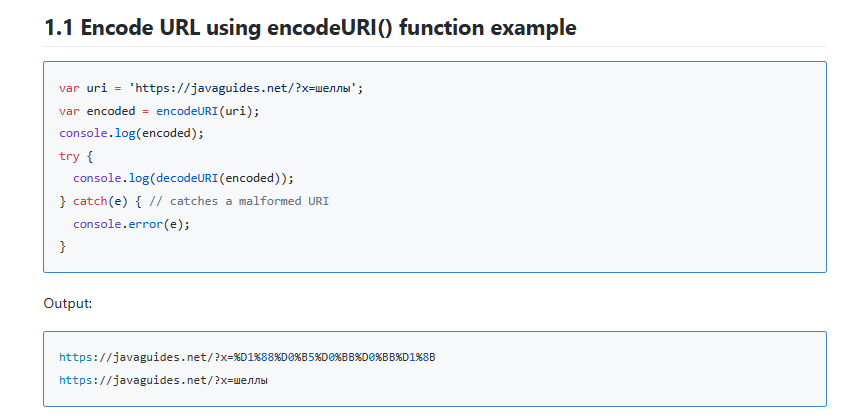 1.1 Encode URL using encodeURI() function example
var uri = 'https://javaguides.net/?x=шеллы';
var encoded = encodeURI(uri);
console.log(encoded);
try {
  console.log(decodeURI(encoded));
} catch(e) { // catches a malformed URI
  console.error(e);
}
Output:
https://javaguides.net/?x=%D1%88%D0%B5%D0%BB%D0%BB%D1%8B
https://javaguides.net/?x=шеллы